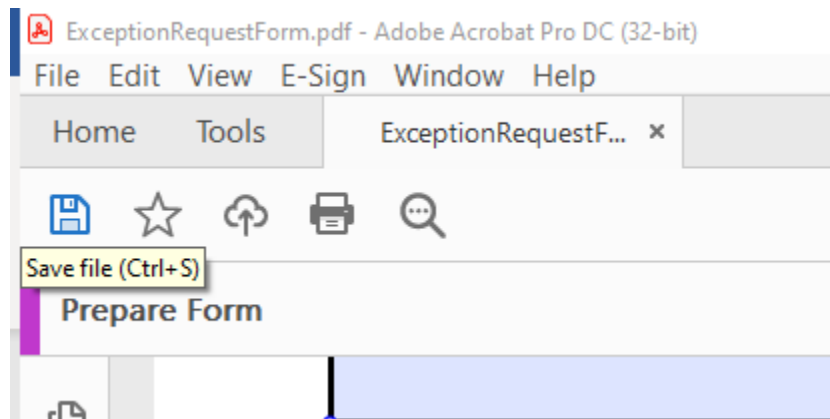 ExceptionRequestForm.pdf - Adobe Acrobat Pro DC (32-bit)
File Edit View E-Sign Window Help
Home Tools ExceptionRequestF... ×
Save file (Ctrl+S)
Prepare Form